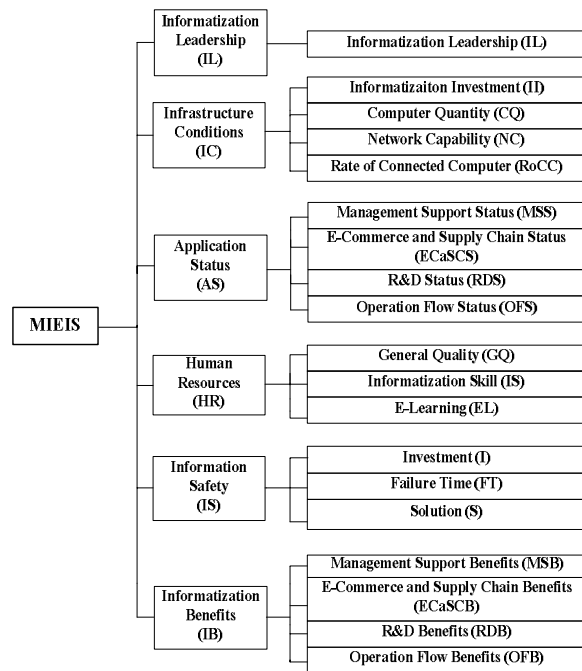 MIEIS
Informatization
Leadership
(IL)
Informatization Leadership (IL)
Infrastructure
Conditions
(IC)
Informatizaiton Investment (II)
Computer Quantity (CQ)
Network Capability (NC)
Rate of Connected Computer (RoCC)
Application
Status
(AS)
Management Support Status (MSS)
E-Commerce and Supply Chain Status
(ECaSCS)
R&D Status (RDS)
Operation Flow Status (OFS)
Human
Resources
(HR)
General Quality (GQ)
Informatization Skill (IS)
E-Learning (EL)
Information
Safety
(IS)
Investment (I)
Failure Time (FT)
Solution (S)
Informatization
Benefits
(IB)
Management Support Benefits (MSB)
E-Commerce and Supply Chain Benefits
(ECaSCB)
R&D Benefits (RDB)
Operation Flow Benefits (OFB)